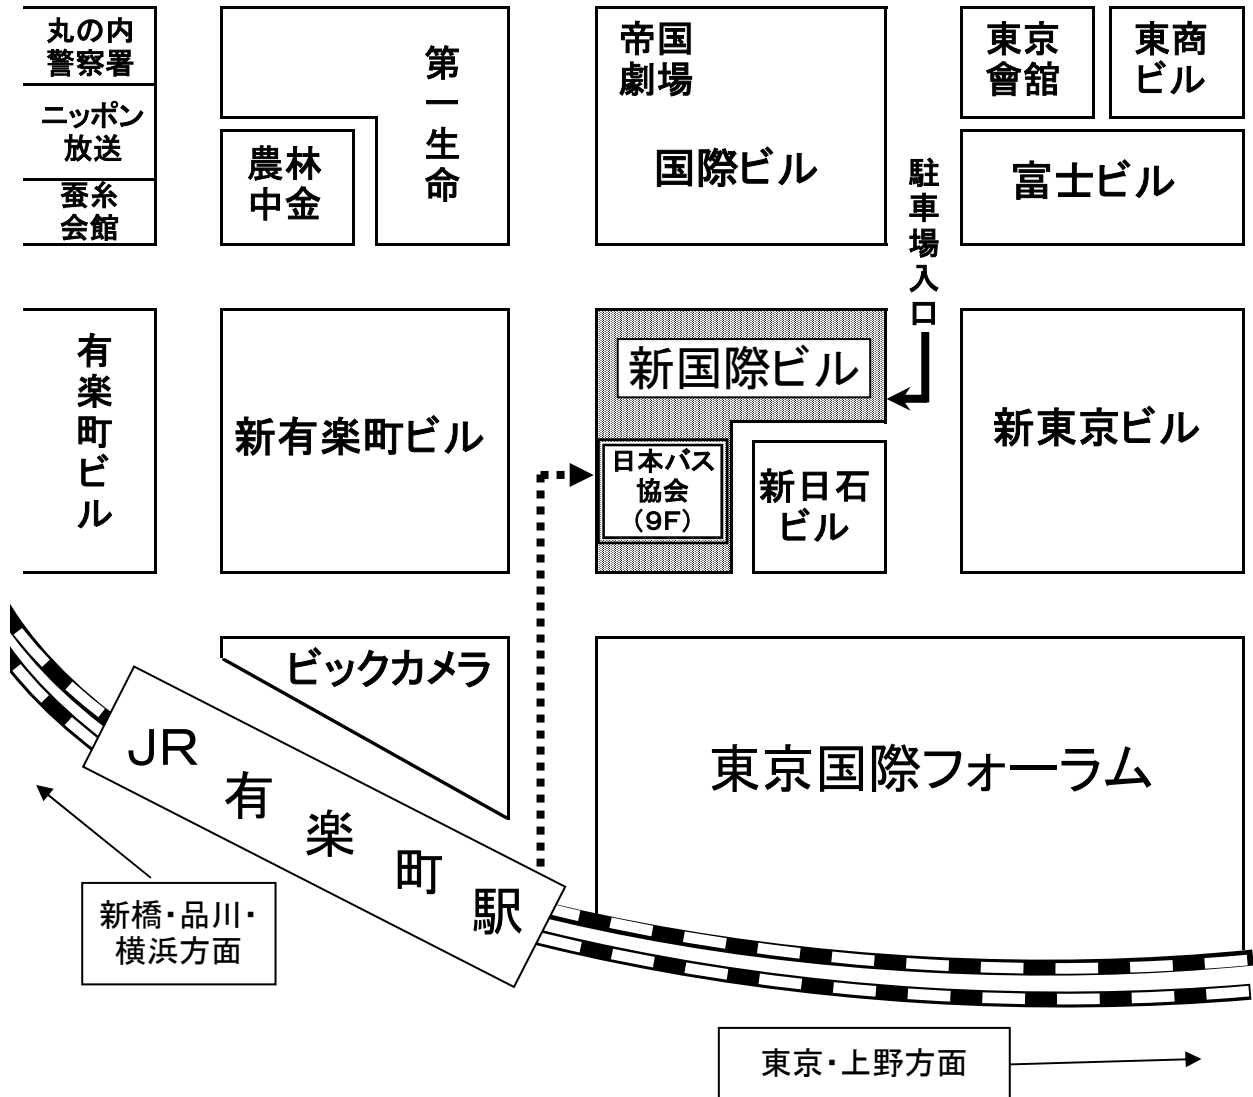 丸の内
警察署
ニッポン
放送
蚕糸
会館
第一生命
農林
中金
帝国
劇場
国際ビル
東京
會舘
東商
ビル
富士ビル
駐車場入口
有楽町ビル
新有楽町ビル
新国際ビル
日本バス
協会
(9F)
新日石
ビル
新東京ビル
ビックカメラ
東京国際フォーラム
JR有楽町駅
新橋・品川・
横浜方面
東京・上野方面